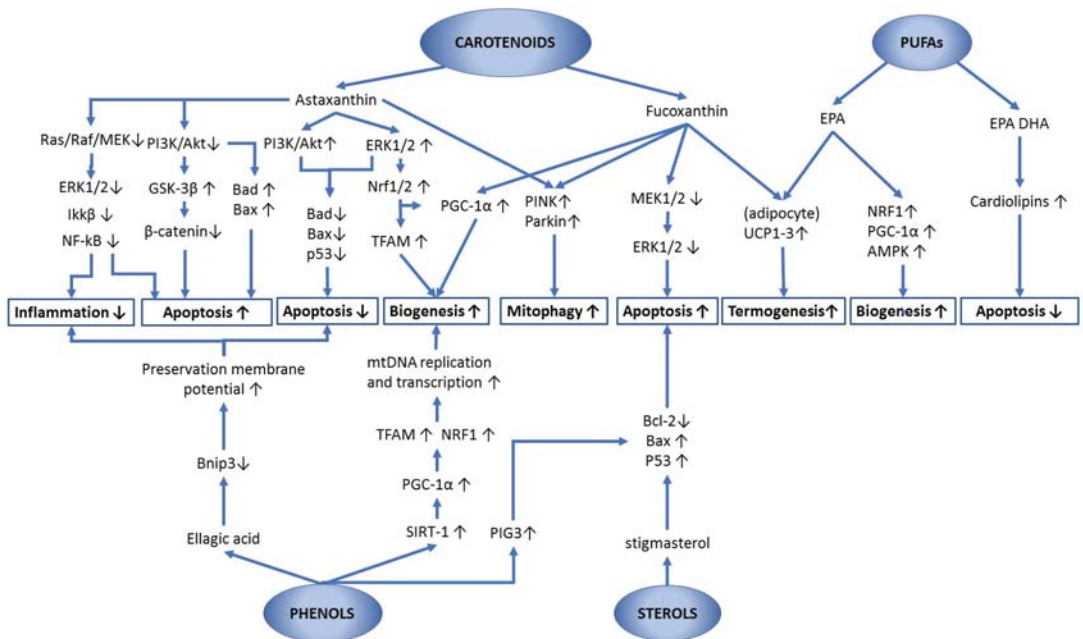 CAROTENOIDS
PUFAs
Astaxanthin
Fucoxanthin
EPA
EPA DHA
Ras/Raf/MEK↓
PI3K/Akt↓
PI3K/Akt↑
ERK1/2 ↑
ERK1/2 ↓
Ikkβ ↓
NF-kB ↓
GSK-3β ↑
β-catenin↓
Bad ↑
Bax ↑
Bad↓
Bax↓
p53↓
Nrf1/2 ↑
TFAM ↑
PGC-1α ↑
PINK↑
Parkin↑
MEK1/2 ↓
ERK1/2 ↓
(adipocyte)
UCP1-3↑
NRF1↑
PGC-1α ↑
AMPK ↑
Cardiolipins ↑
Inflammation ↓
Apoptosis ↑
Apoptosis ↓
Biogenesis ↑
Mitophagy ↑
Apoptosis ↑
Termogenesis↑
Biogenesis ↑
Apoptosis ↓
Preservation membrane
potential ↑
Bnip3↓
Ellagic acid
mtDNA replication
and transcription ↑
TFAM ↑ NRF1 ↑
PGC-1α ↑
SIRT-1 ↑
PIG3↑
Bcl-2↓
Bax ↑
P53 ↑
stigmasterol
PHENOLS
STEROLS